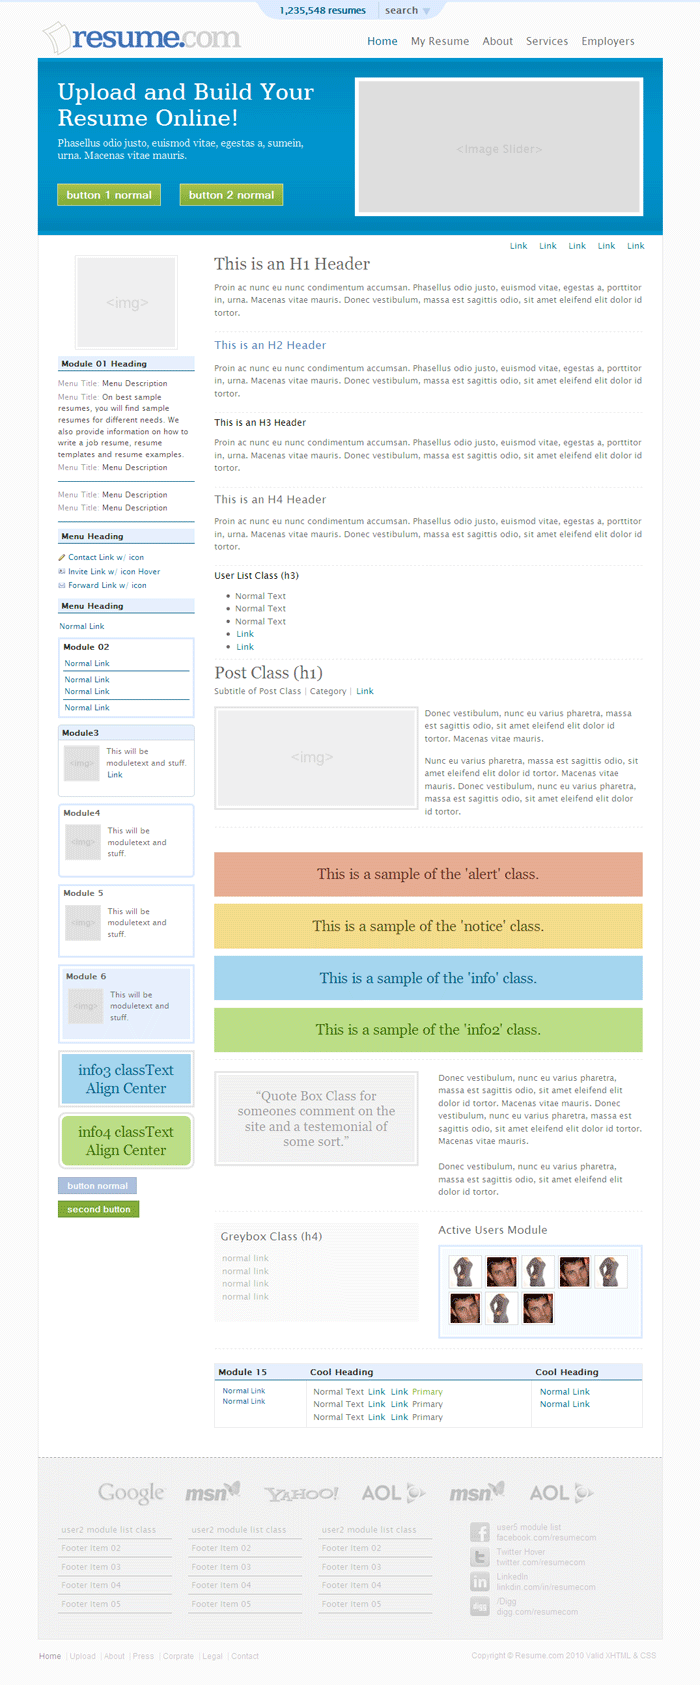 1,235,548 resumes
search
resume.com
Home My Resume About Services Employers
Upload and Build Your
Resume Online!
Phasellus odio justo, euismod vitae, egestas a, sumein,
urna. Macenas vitae mauris.
button 1 normal
button 2 normal
<Image Slider>
Link Link Link Link Link
<img>
Module 01 Heading
Menu Title: Menu Description
Menu Title: On best sample
resumes, you will find sample
resumes for different needs. We
also provide information on how to
write a job resume, resume
templates and resume examples.
Menu Title: Menu Description
Menu Title: Menu Description
Menu Title: Menu Description
Menu Heading
Contact Link w/ icon
Invite Link w/ icon Hover
Forward Link w/ icon
Menu Heading
Normal Link
Module 02
Normal Link
Normal Link
Normal Link
Normal Link
Module3
<img>
This will be
moduletext and stuff.
Link
Module4
<img>
This will be
moduletext and
stuff.
Module 5
<img>
This will be
moduletext and
stuff.
Module 6
<img>
This will be
moduletext and
stuff.
info3 classText
Align Center
info4 classText
Align Center
button normal
second button
This is an H1 Header
Proin ac nunc eu nunc condimentum accumsan. Phasellus odio justo, euismod vitae, egestas a, porttitor
in, urna. Macenas vitae mauris. Donec vestibulum, massa est sagittis odio, sit amet eleifend elit dolor id
tortor.
This is an H2 Header
Proin ac nunc eu nunc condimentum accumsan. Phasellus odio justo, euismod vitae, egestas a, porttitor
in, urna. Macenas vitae mauris. Donec vestibulum, massa est sagittis odio, sit amet eleifend elit dolor id
tortor.
This is an H3 Header
Proin ac nunc eu nunc condimentum accumsan. Phasellus odio justo, euismod vitae, egestas a, porttitor
in, urna. Macenas vitae mauris. Donec vestibulum, massa est sagittis odio, sit amet eleifend elit dolor id
tortor.
This is an H4 Header
Proin ac nunc eu nunc condimentum accumsan. Phasellus odio justo, euismod vitae, egestas a, porttitor
in, urna. Macenas vitae mauris. Donec vestibulum, massa est sagittis odio, sit amet eleifend elit dolor id
tortor.
User List Class (h3)
Normal Text
Normal Text
Normal Text
Link
Link
Post Class (h1)
Subtitle of Post Class | Category | Link
<img>
Donec vestibulum, nunc eu varius pharetra, massa
est sagittis odio, sit amet eleifend elit dolor id
tortor. Macenas vitae mauris.
Nunc eu varius pharetra, massa est sagittis odio, sit
amet eleifend elit dolor id tortor. Macenas vitae
mauris. Donec vestibulum, nunc eu varius pharetra,
massa est sagittis odio, sit amet eleifend elit dolor
id tortor.
This is a sample of the 'alert' class.
This is a sample of the 'notice' class.
This is a sample of the 'info' class.
This is a sample of the 'info2' class.
“Quote Box Class for
someones comment on the
site and a testemonial of
some sort.”
Donec vestibulum, nunc eu varius pharetra,
massa est sagittis odio, sit amet eleifend elit
dolor id tortor. Macenas vitae mauris. Donec
vestibulum, nunc eu varius pharetra, massa est
sagittis odio, sit amet eleifend elit dolor id tortor.
Macenas vitae mauris.
Donec vestibulum, nunc eu varius pharetra,
massa est sagittis odio, sit amet eleifend elit
dolor id tortor.
Greybox Class (h4)
normal link
normal link
normal link
normal link
Active Users Module
Module 15 Cool Heading Cool Heading
Normal Link
Normal Link
Normal Text Link Link Primary
Normal Text Link Link Primary
Normal Text Link Link Primary
Normal Link
Normal Link
Google msn YAHOO! AOL msn AOL
user2 module list class
Footer Item 02
Footer Item 03
Footer Item 04
Footer Item 05
user2 module list class
Footer Item 02
Footer Item 03
Footer Item 04
Footer Item 05
user2 module list class
Footer Item 02
Footer Item 03
Footer Item 04
Footer Item 05
user5 module list
facebook.com/resumecom
Twitter Hover
twitter.com/resumecom
Linkedin
linkdin.com/in/resumecom
/Digg
digg.com/resumecom
Home | Upload | About | Press | Corprate | Legal | Contact
Copyright © Resume.com 2010 Valid XHTML & CSS